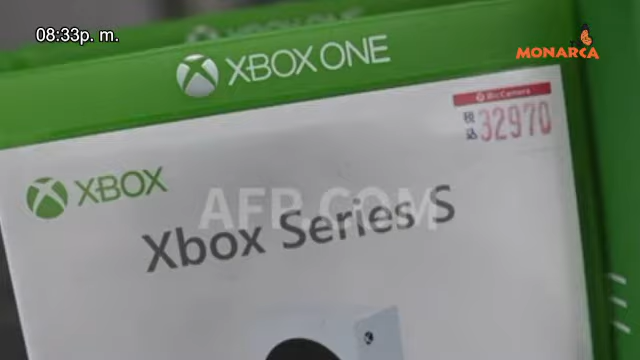 08:33p. m.
MONARCA
XBOX ONE
BicCamera
税込 32970
XBOX
AFP.COM
Xbox Series S